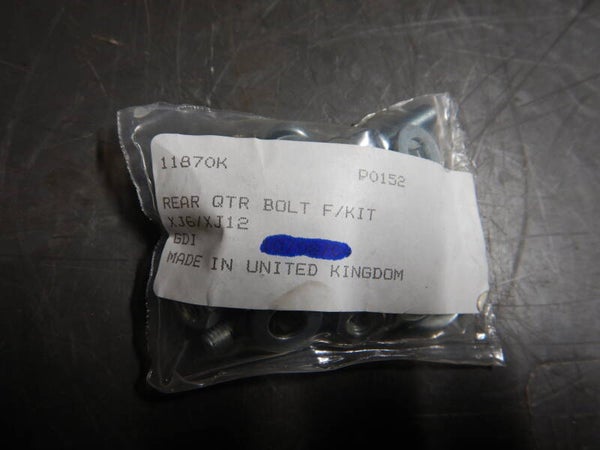 11870K P0152
REAR QTR BOLT F/KIT
XJ6/XJ12
GDI
MADE IN UNITED KINGDOM